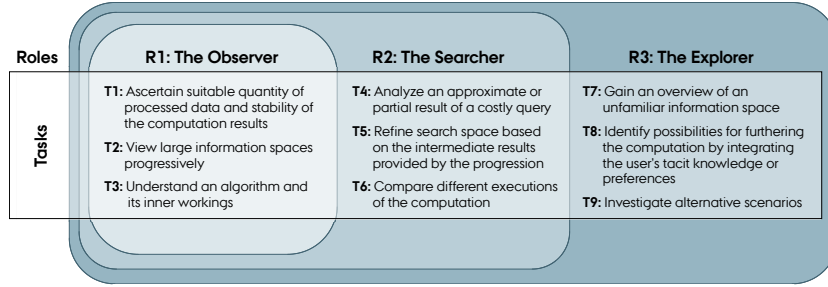 Roles
R1: The Observer
R2: The Searcher
R3: The Explorer
Tasks
T1: Ascertain suitable quantity of
processed data and stability of
the computation results
T2: View large information spaces
progressively
T3: Understand an algorithm and
its inner workings
T4: Analyze an approximate or
partial result of a costly query
T5: Refine search space based
on the intermediate results
provided by the progression
T6: Compare different executions
of the computation
T7: Gain an overview of an
unfamiliar information space
T8: Identify possibilities for furthering
the computation by integrating
the user's tacit knowledge or
preferences
T9: Investigate alternative scenarios